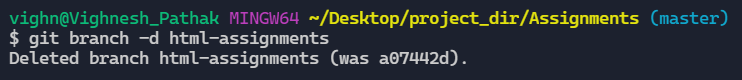 vighn@Vighnesh_Pathak MINGW64 ~/Desktop/project_dir/Assignments (master)
$ git branch -d html-assignments
Deleted branch html-assignments (was a07442d).